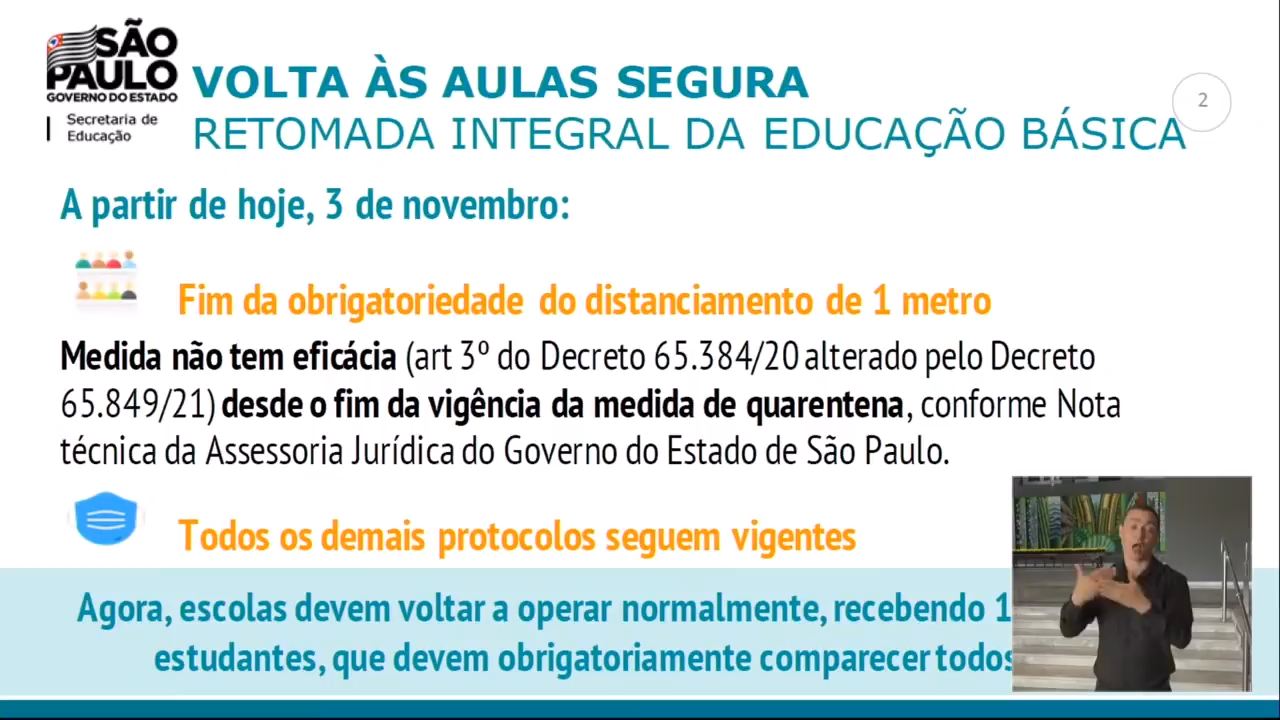 SÃO
PAULO
GOVERNO DO ESTADO
Secretaria de
Educação
VOLTA ÀS AULAS SEGURA
RETOMADA INTEGRAL DA EDUCAÇÃO BÁSICA
2
A partir de hoje, 3 de novembro:
Fim da obrigatoriedade do distanciamento de 1 metro
Medida não tem eficácia (art 3º do Decreto 65.384/20 alterado pelo Decreto
65.849/21) desde o fim da vigência da medida de quarentena, conforme Nota
técnica da Assessoria Jurídica do Governo do Estado de São Paulo.
Todos os demais protocolos seguem vigentes
Agora, escolas devem voltar a operar normalmente, recebendo
estudantes, que devem obrigatoriamente comparecer todos